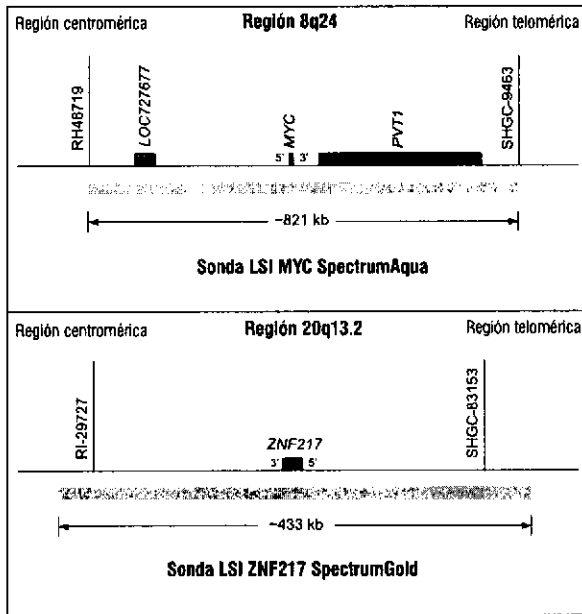 Región centromérica Región 8q24 Región telomérica
RH48719
LOC727677
MYC
PVT1
SHGC-9463
5' 3'
~821 kb
Sonda LSI MYC SpectrumAqua
Región centromérica Región 20q13.2 Región telomérica
RI-29727
ZNF217
SHGC-83153
3' 5'
~433 kb
Sonda LSI ZNF217 SpectrumGold